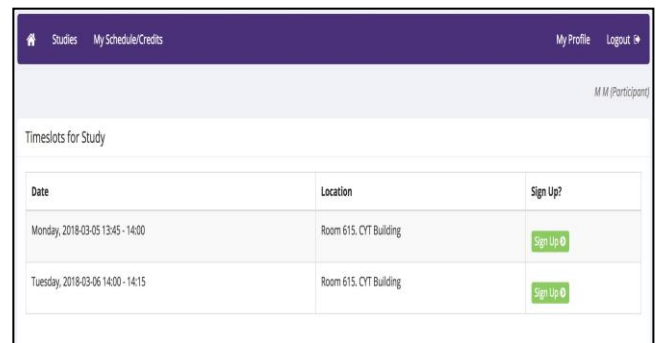 Studies My Schedule/Credits My Profile Logout
M M (Participant)
Timeslots for Study
Date Location Sign Up?
Monday, 2018-03-05 13:45 - 14:00 Room 615. CYT Building Sign Up
Tuesday, 2018-03-06 14:00 - 14:15 Room 615. CYT Building Sign Up